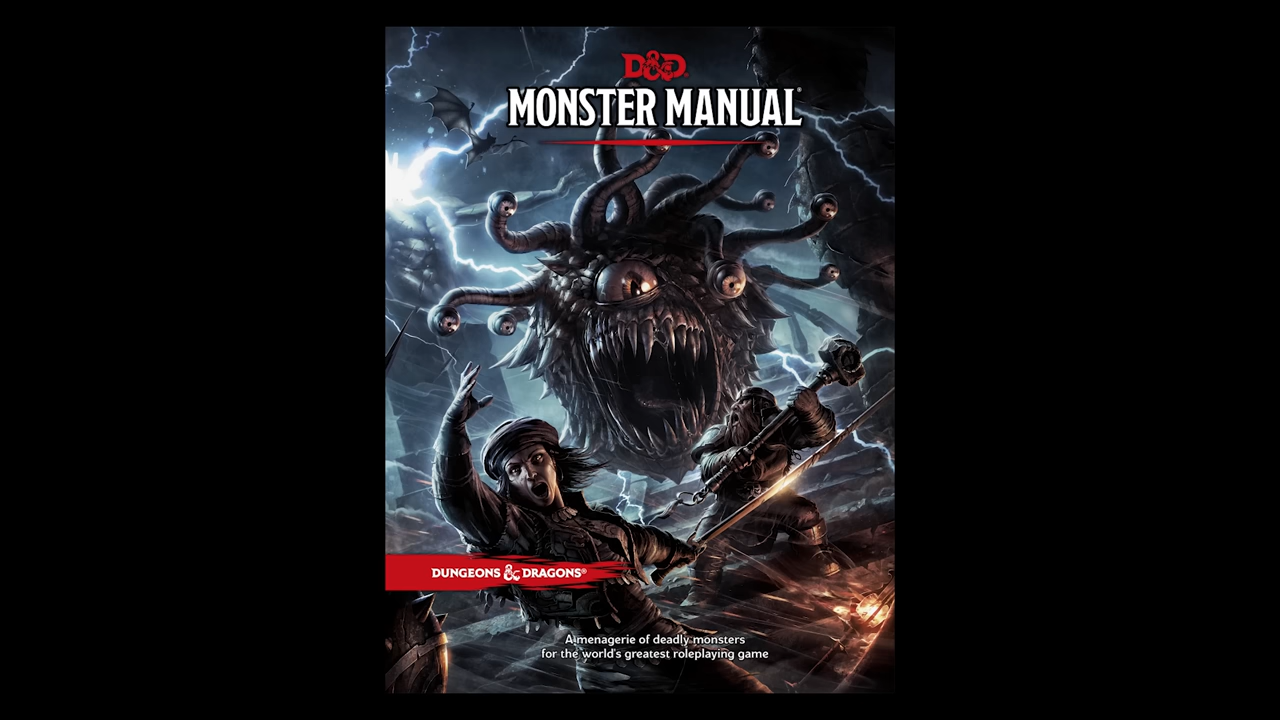 D&D®
MONSTER MANUAL®
DUNGEONS & DRAGONS®
A menagerie of deadly monsters
for the world's greatest roleplaying game